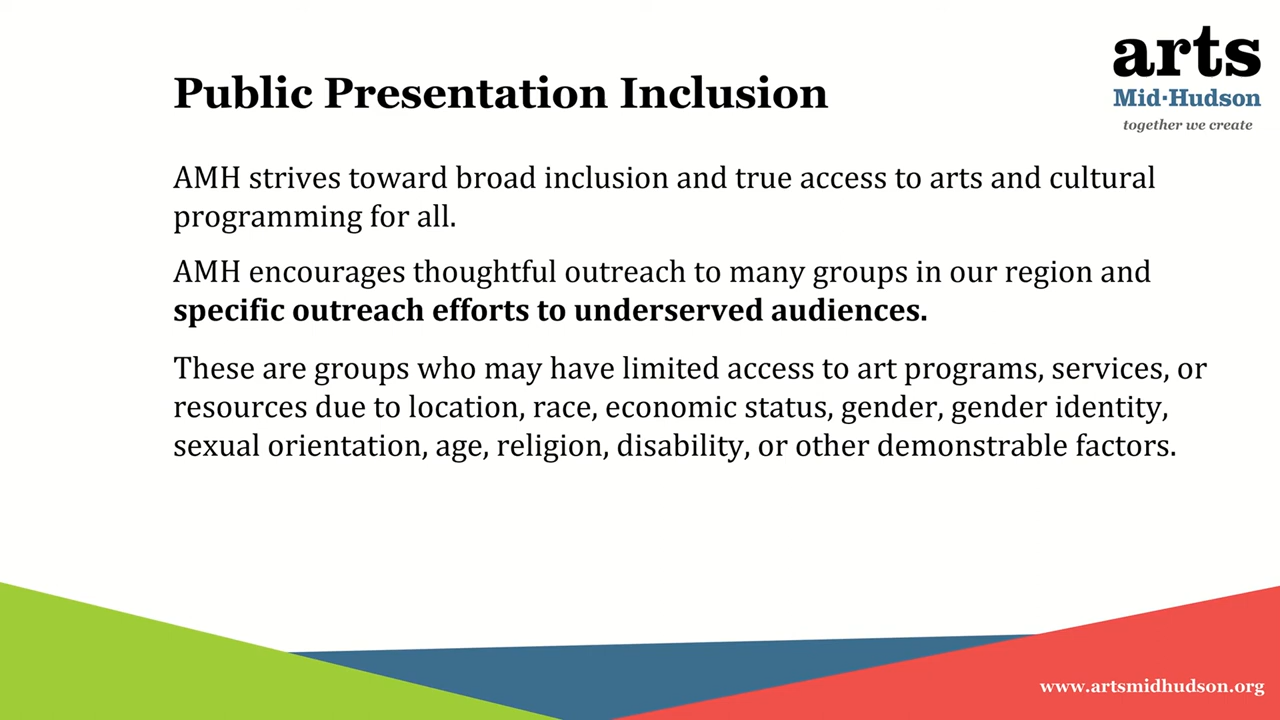 arts
Mid·Hudson
together we create
Public Presentation Inclusion
AMH strives toward broad inclusion and true access to arts and cultural
programming for all.
AMH encourages thoughtful outreach to many groups in our region and
specific outreach efforts to underserved audiences.
These are groups who may have limited access to art programs, services, or
resources due to location, race, economic status, gender, gender identity,
sexual orientation, age, religion, disability, or other demonstrable factors.
www.artsmidhudson.org